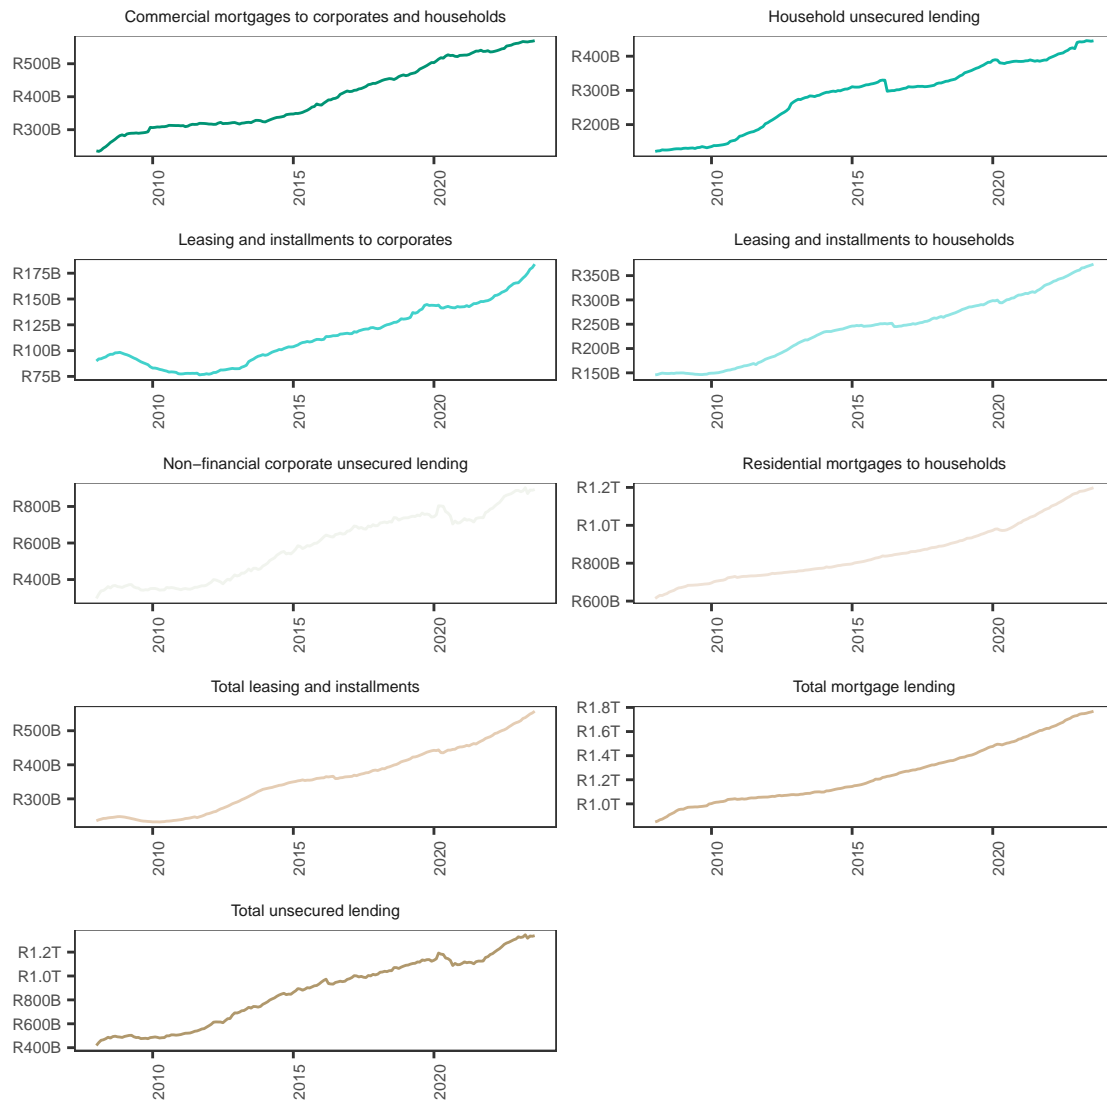 Commercial mortgages to corporates and households
R500B
R400B
R300B
2010
2015
2020
Household unsecured lending
R400B
R300B
R200B
2010
2015
2020
Leasing and installments to corporates
R175B
R150B
R125B
R100B
R75B
2010
2015
2020
Leasing and installments to households
R350B
R300B
R250B
R200B
R150B
2010
2015
2020
Non−financial corporate unsecured lending
R800B
R600B
R400B
2010
2015
2020
Residential mortgages to households
R1.2T
R1.0T
R800B
R600B
2010
2015
2020
Total leasing and installments
R500B
R400B
R300B
2010
2015
2020
Total mortgage lending
R1.8T
R1.6T
R1.4T
R1.2T
R1.0T
2010
2015
2020
Total unsecured lending
R1.2T
R1.0T
R800B
R600B
R400B
2010
2015
2020